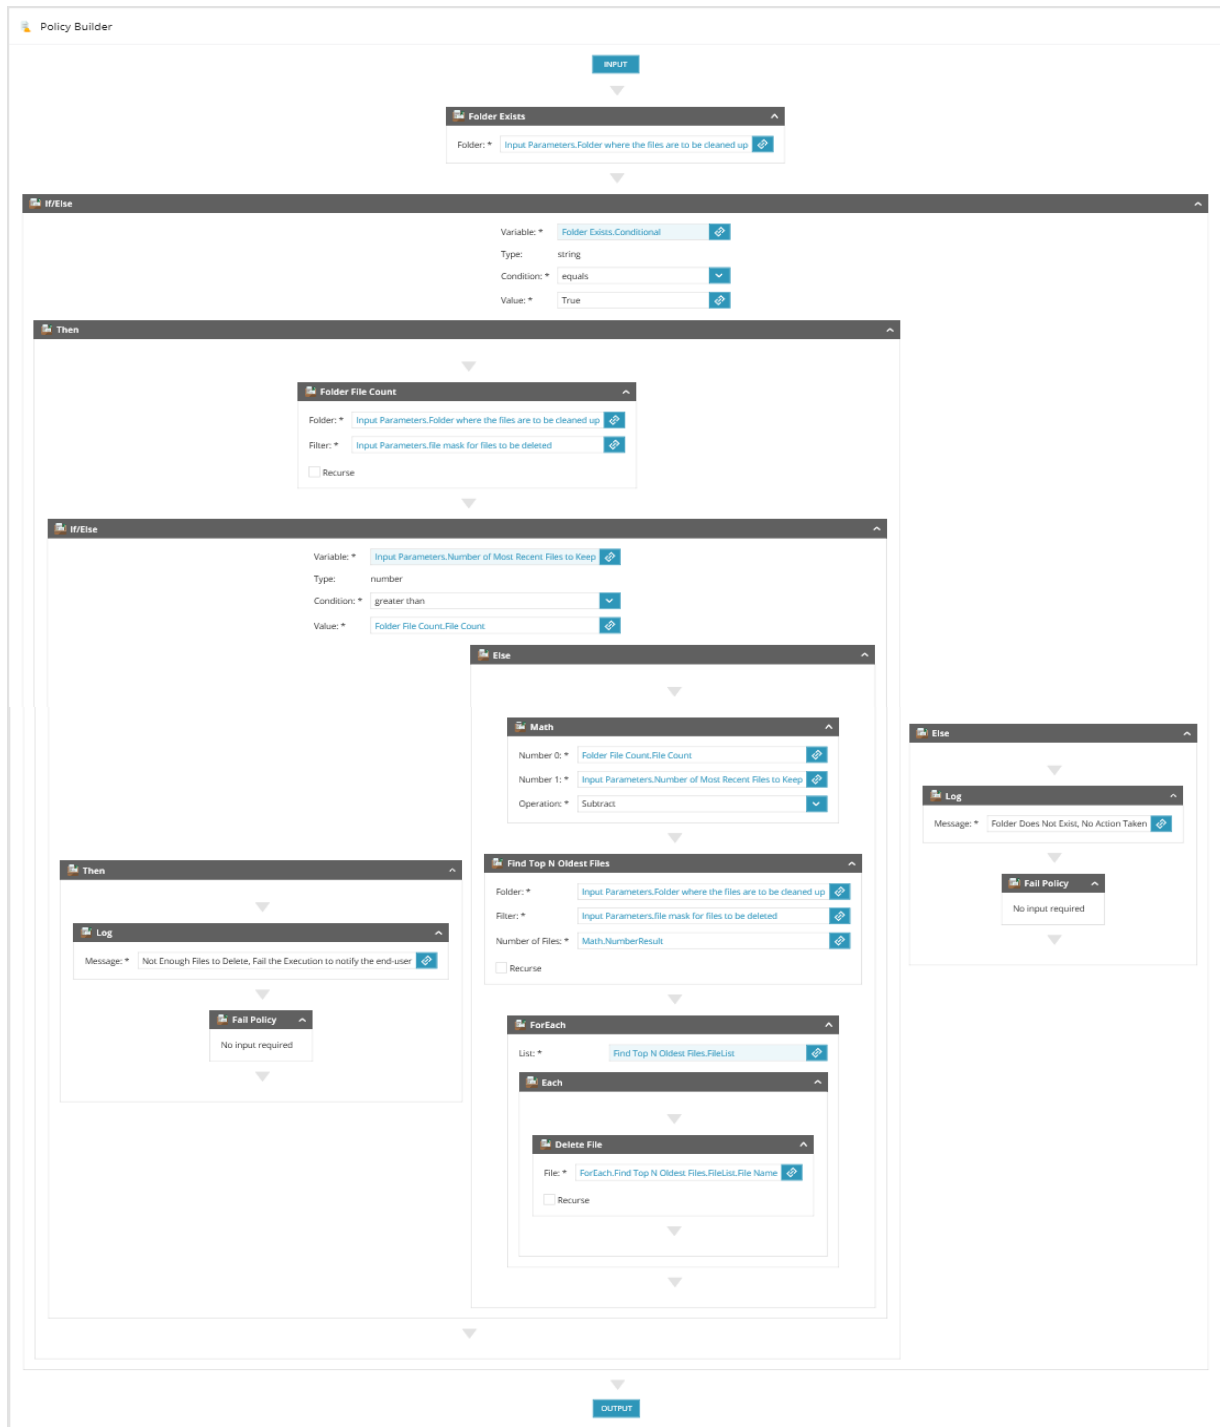 Policy Builder
INPUT
Folder Exists
Folder: * Input Parameters.Folder where the files are to be cleaned up
If/Else
Variable: * Folder Exists.Conditional
Type: string
Condition: * equals
Value: * True
Then
Folder File Count
Folder: * Input Parameters.Folder where the files are to be cleaned up
Filter: * Input Parameters.file mask for files to be deleted
Recurse
If/Else
Variable: * Input Parameters.Number of Most Recent Files to Keep
Type: number
Condition: * greater than
Value: * Folder File Count.File Count
Then
Log
Message: * Not Enough Files to Delete, Fail the Execution to notify the end-user
Fail Policy
No input required
Else
Math
Number 0: * Folder File Count.File Count
Number 1: * Input Parameters.Number of Most Recent Files to Keep
Operation: * Subtract
Find Top N Oldest Files
Folder: * Input Parameters.Folder where the files are to be cleaned up
Filter: * Input Parameters.file mask for files to be deleted
Number of Files: * Math.NumberResult
Recurse
ForEach
List: * Find Top N Oldest Files.FileList
Each
Delete File
File: * ForEach.Find Top N Oldest Files.FileList.File Name
Recurse
Else
Log
Message: * Folder Does Not Exist, No Action Taken
Fail Policy
No input required
OUTPUT